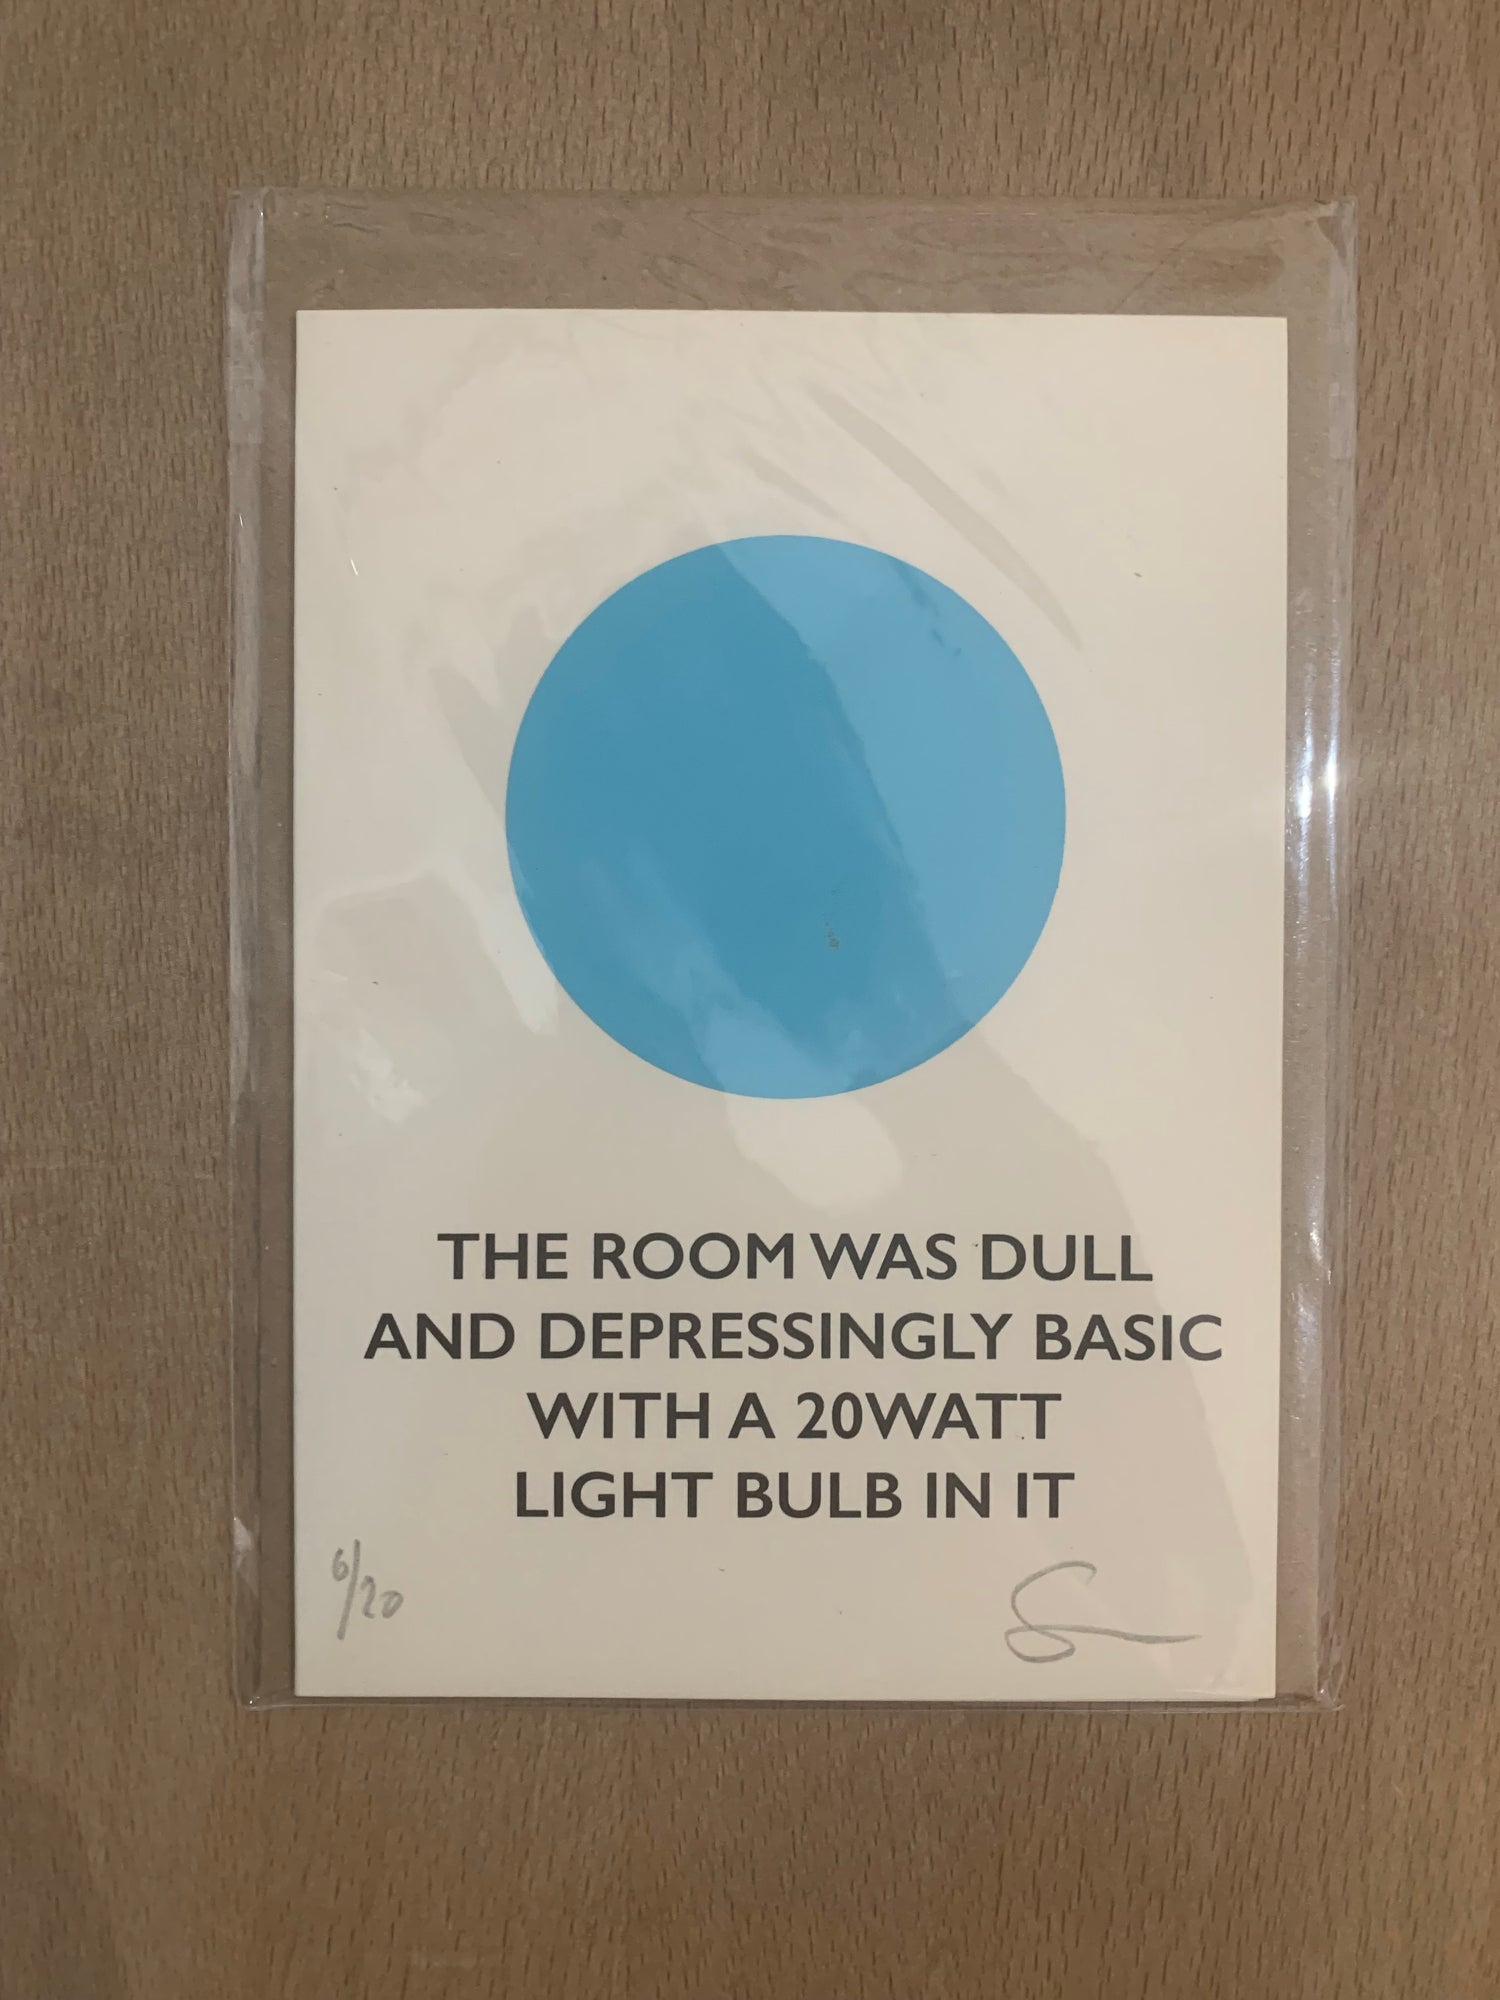 THE ROOM WAS DULL
AND DEPRESSINGLY BASIC
WITH A 20WATT
LIGHT BULB IN IT
6/20